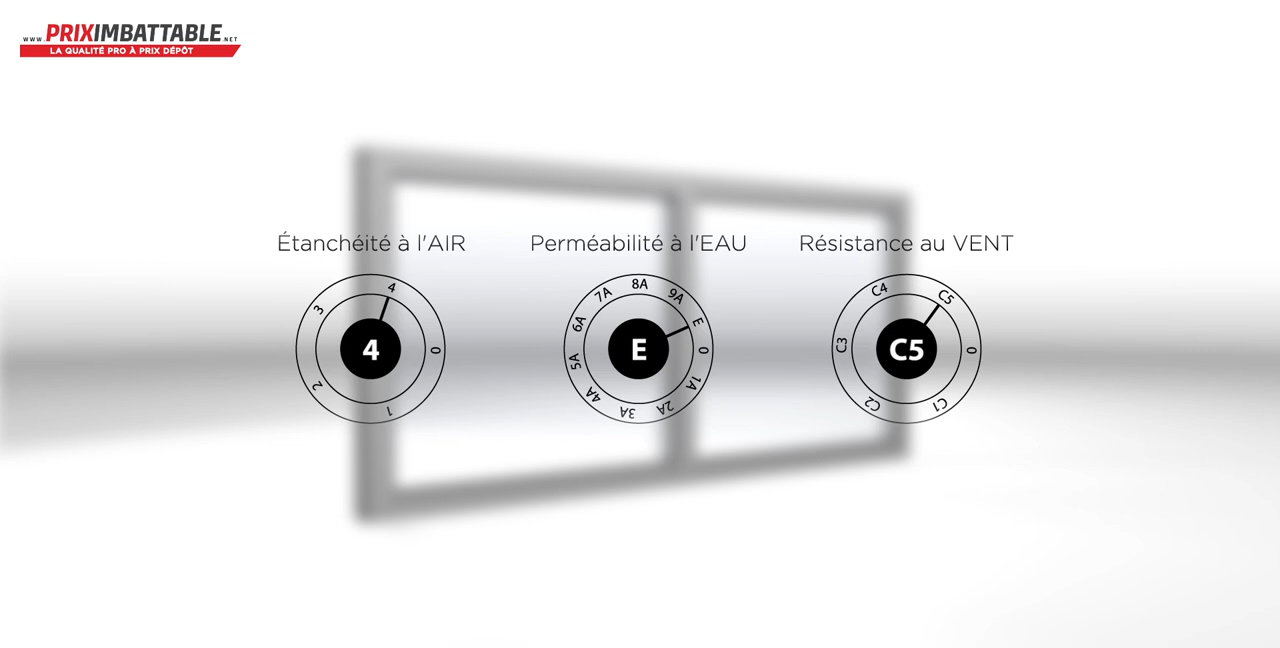 www.PRIXIMBATTABLE.NET
LA QUALITÉ PRO À PRIX DÉPÔT
Étanchéité à l'AIR
Perméabilité à l'EAU
Résistance au VENT
0 1 2 3 4
4
0 1A 2A 3A 4A 5A 6A 7A 8A 9A E
E
0 C1 C2 C3 C4 C5
C5